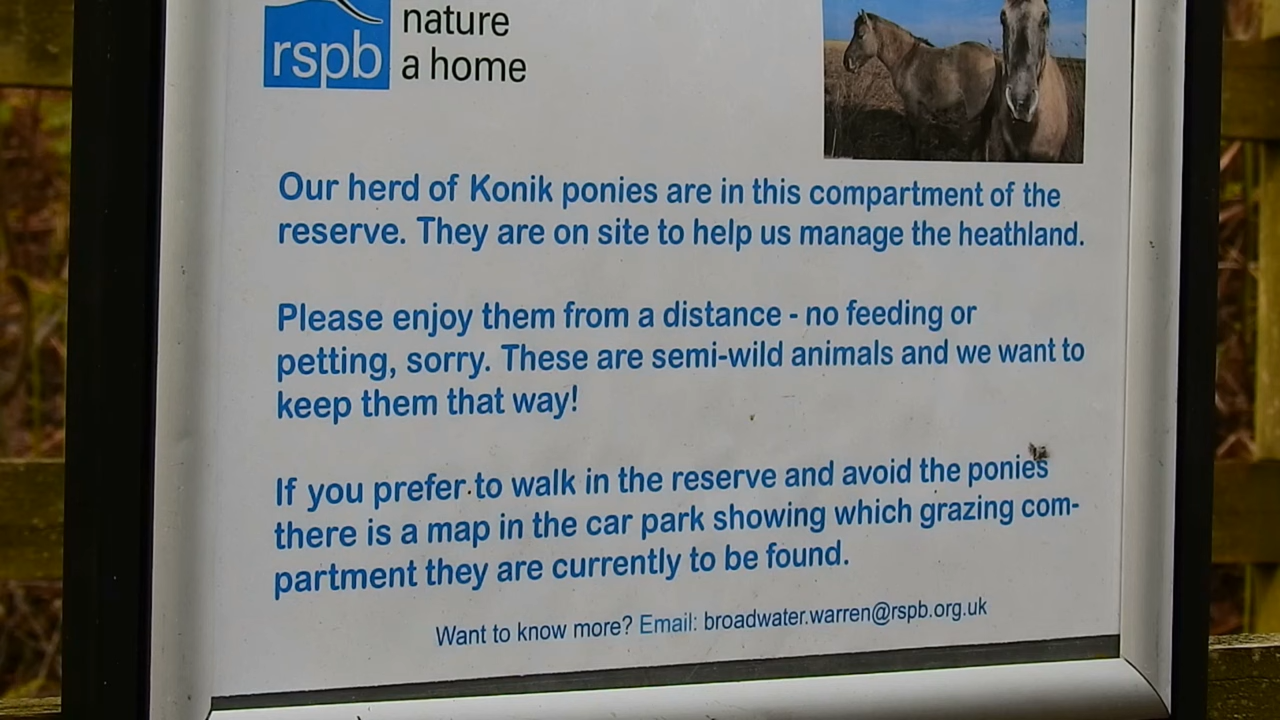 nature
rspb
a home
Our herd of Konik ponies are in this compartment of the
reserve. They are on site to help us manage the heathland.
Please enjoy them from a distance - no feeding or
petting, sorry. These are semi-wild animals and we want to
keep them that way!
If you prefer to walk in the reserve and avoid the ponies
there is a map in the car park showing which grazing com-
partment they are currently to be found.
Want to know more? Email: broadwater.warren@rspb.org.uk